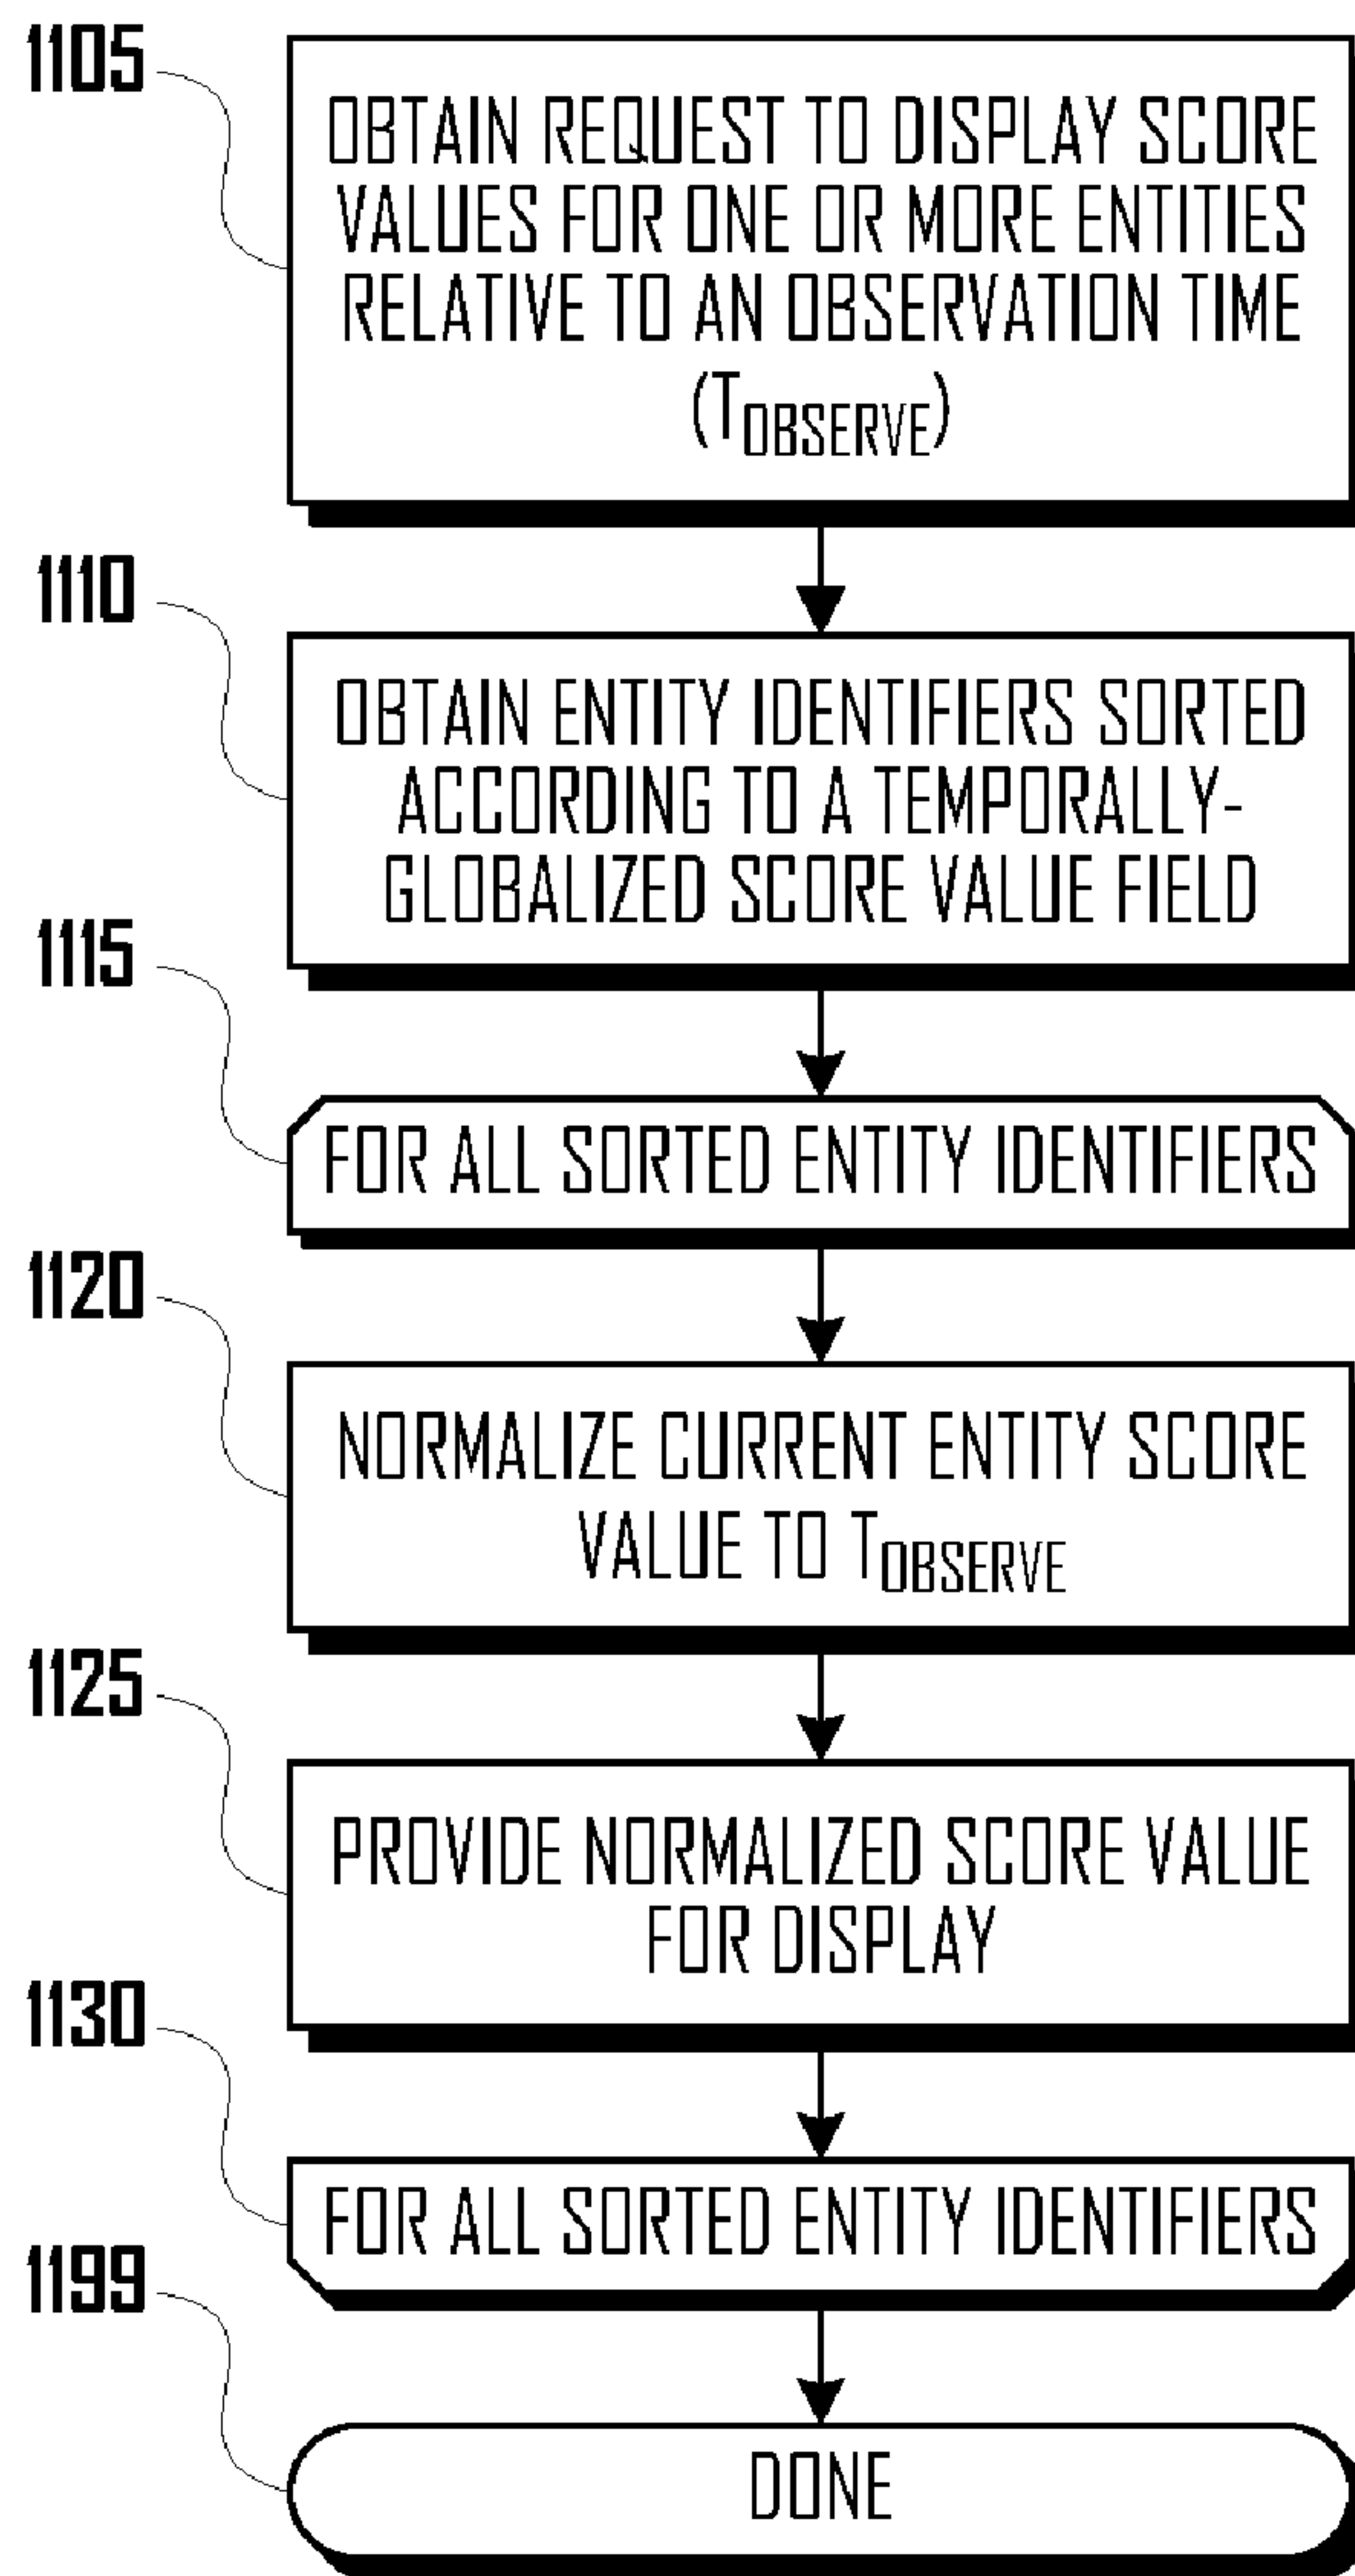 1105
OBTAIN REQUEST TO DISPLAY SCORE
VALUES FOR ONE OR MORE ENTITIES
RELATIVE TO AN OBSERVATION TIME
(TOBSERVE)
1110
OBTAIN ENTITY IDENTIFIERS SORTED
ACCORDING TO A TEMPORALLY-
GLOBALIZED SCORE VALUE FIELD
1115
FOR ALL SORTED ENTITY IDENTIFIERS
1120
NORMALIZE CURRENT ENTITY SCORE
VALUE TO TOBSERVE
1125
PROVIDE NORMALIZED SCORE VALUE
FOR DISPLAY
1130
FOR ALL SORTED ENTITY IDENTIFIERS
1199
DONE